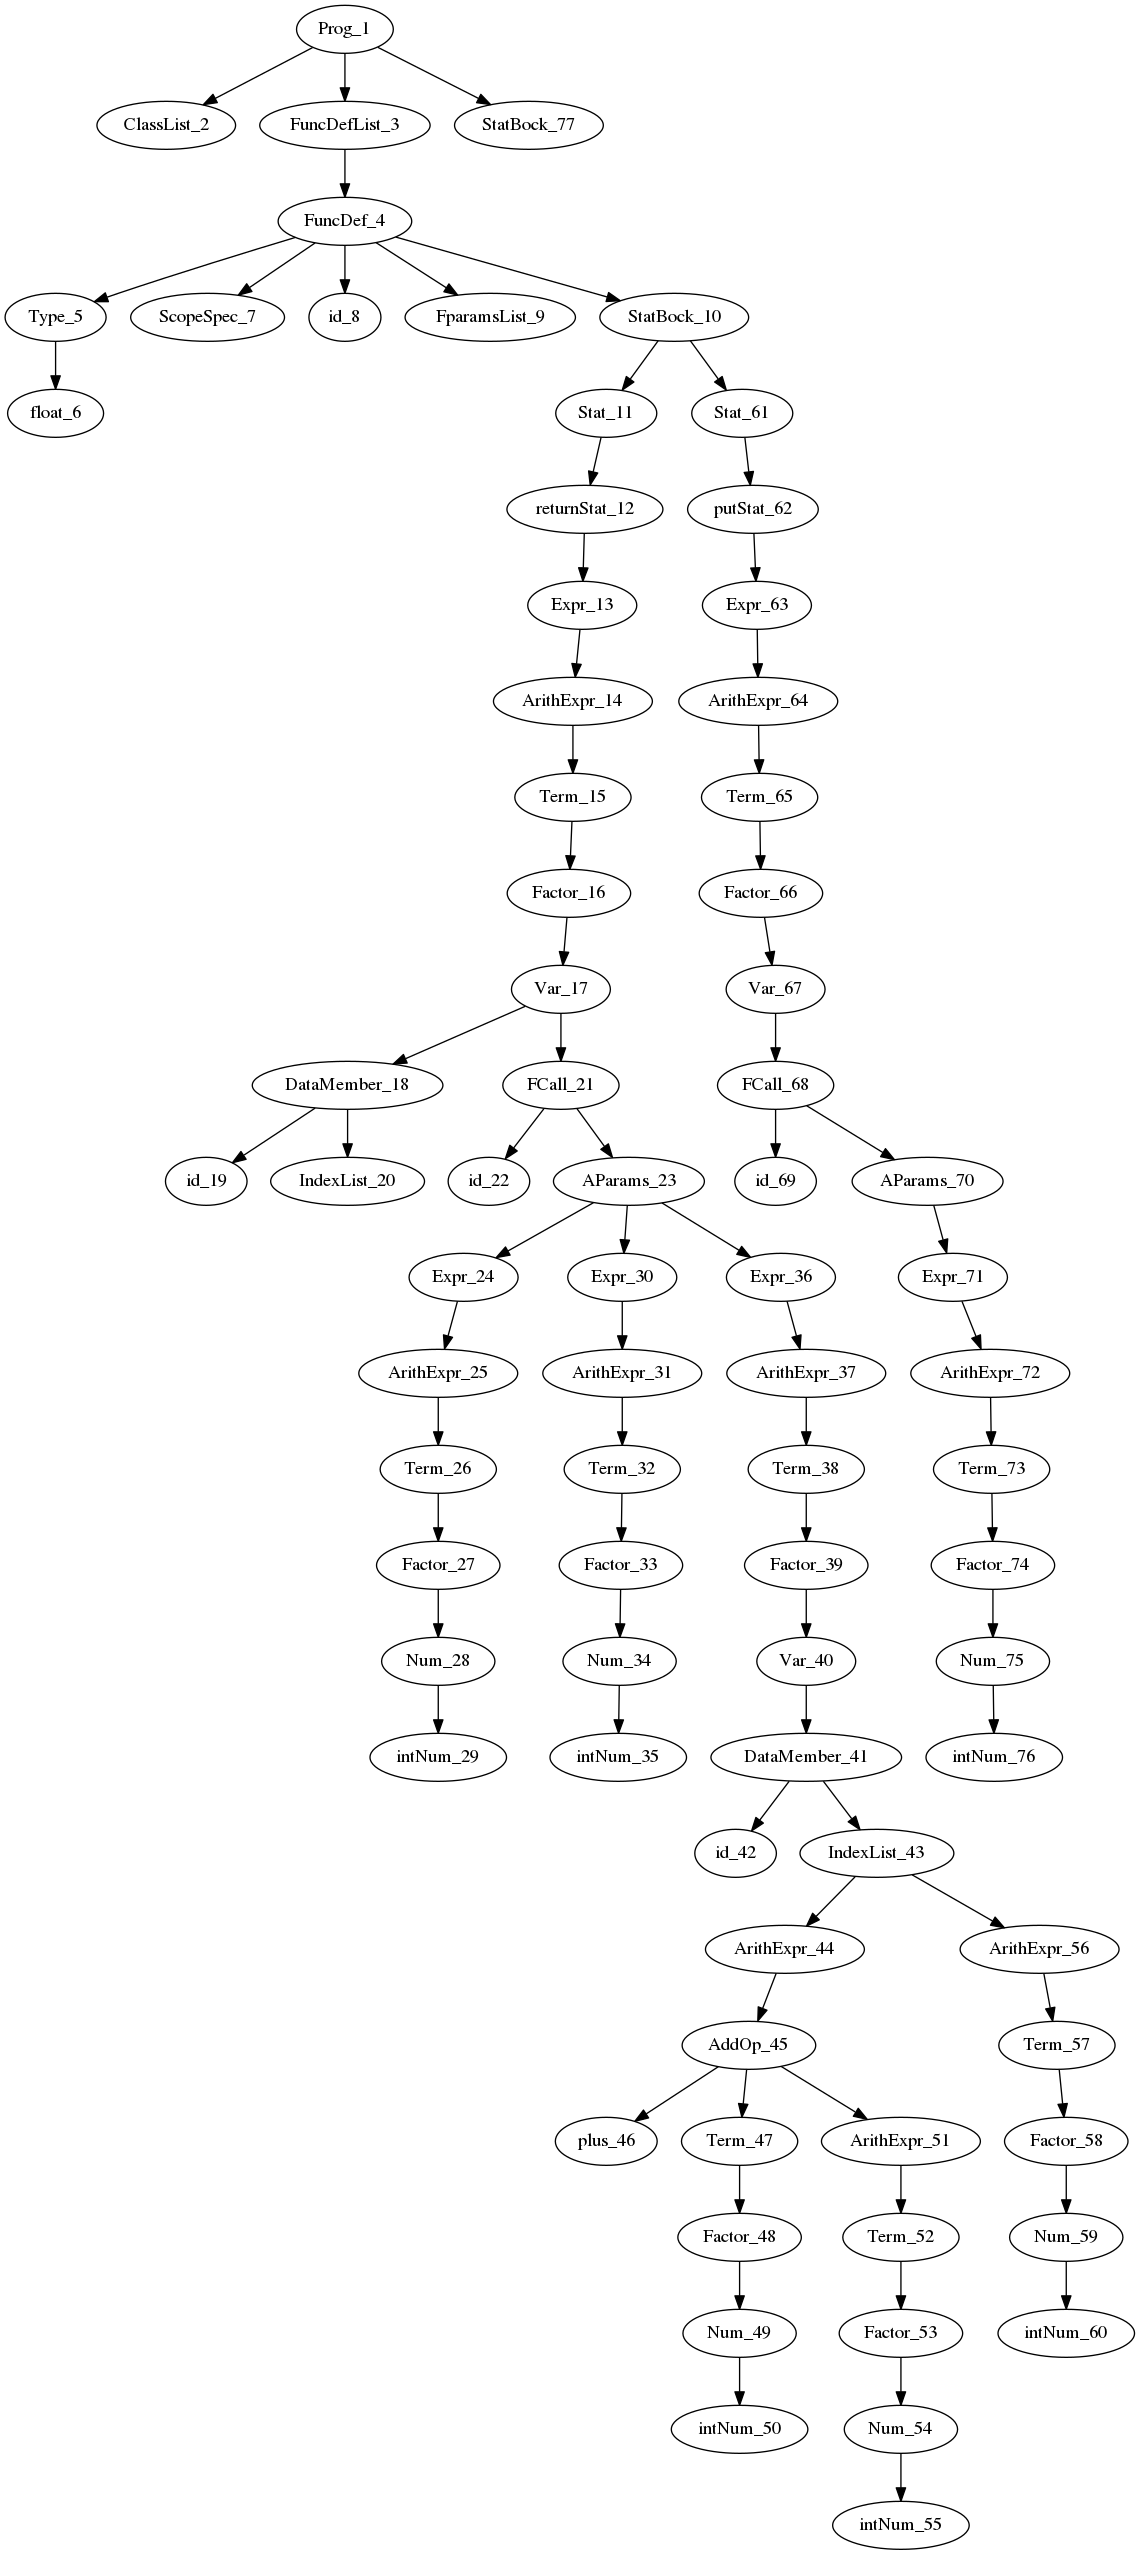 Prog_1
ClassList_2
FuncDefList_3
StatBock_77
FuncDef_4
Type_5
ScopeSpec_7
id_8
FparamsList_9
StatBock_10
float_6
Stat_11
Stat_61
returnStat_12
putStat_62
Expr_13
Expr_63
ArithExpr_14
ArithExpr_64
Term_15
Term_65
Factor_16
Factor_66
Var_17
Var_67
DataMember_18
FCall_21
FCall_68
id_19
IndexList_20
id_22
AParams_23
id_69
AParams_70
Expr_24
Expr_30
Expr_36
Expr_71
ArithExpr_25
ArithExpr_31
ArithExpr_37
ArithExpr_72
Term_26
Term_32
Term_38
Term_73
Factor_27
Factor_33
Factor_39
Factor_74
Num_28
Num_34
Var_40
Num_75
intNum_29
intNum_35
DataMember_41
intNum_76
id_42
IndexList_43
ArithExpr_44
ArithExpr_56
AddOp_45
Term_57
plus_46
Term_47
ArithExpr_51
Factor_58
Factor_48
Term_52
Num_59
Num_49
Factor_53
intNum_60
intNum_50
Num_54
intNum_55